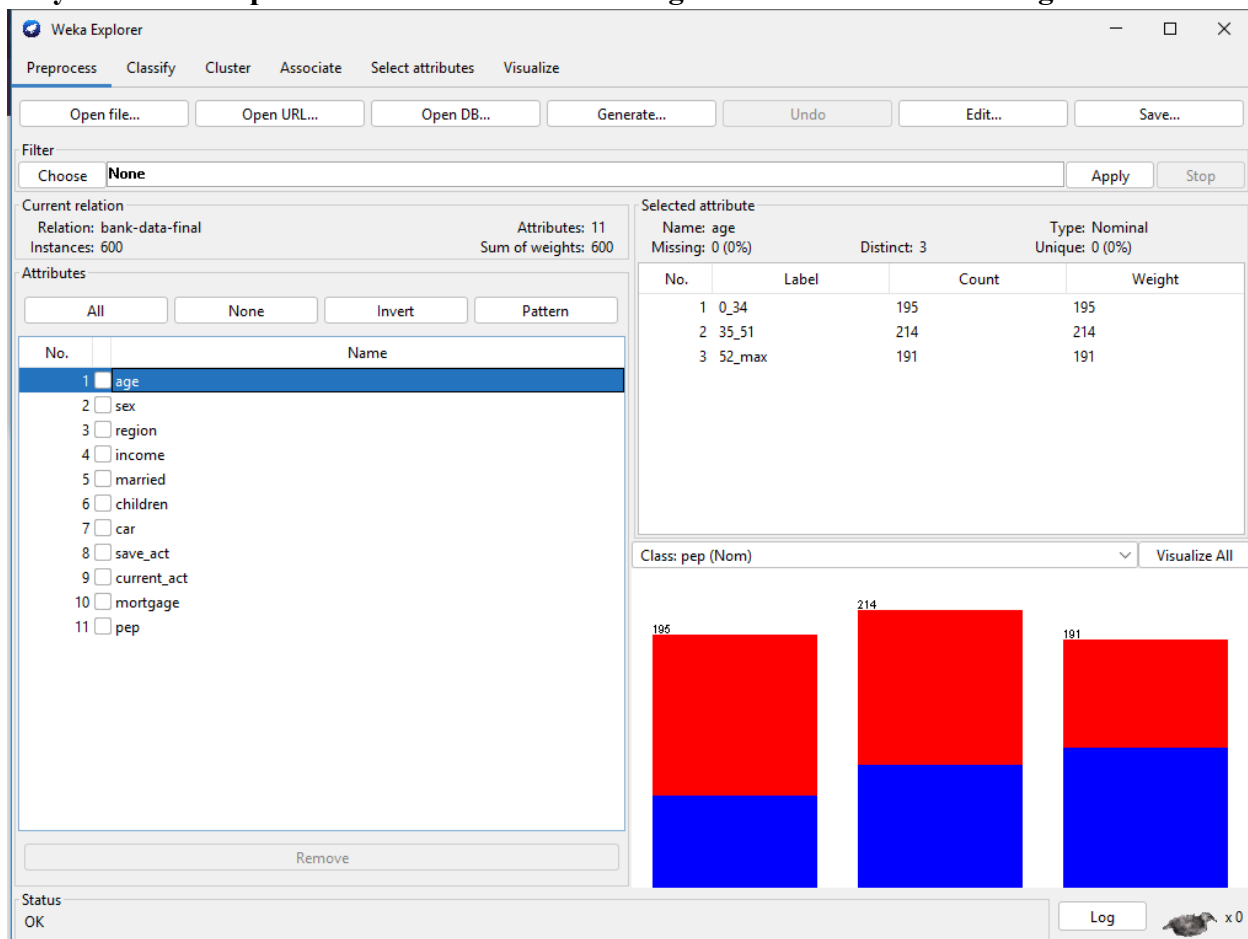 Weka Explorer
Preprocess Classify Cluster Associate Select attributes Visualize
Open file... Open URL... Open DB... Generate... Undo Edit... Save...
Filter
Choose None Apply Stop
Current relation
Relation: bank-data-final Attributes: 11
Instances: 600 Sum of weights: 600
Attributes
All None Invert Pattern
No. Name
1 age
2 sex
3 region
4 income
5 married
6 children
7 car
8 save_act
9 current_act
10 mortgage
11 pep
Remove
Selected attribute
Name: age Type: Nominal
Missing: 0 (0%) Distinct: 3 Unique: 0 (0%)
No. Label Count Weight
1 0_34 195 195
2 35_51 214 214
3 52_max 191 191
Class: pep (Nom) Visualize All
195 214 191
Status
OK
Log x 0